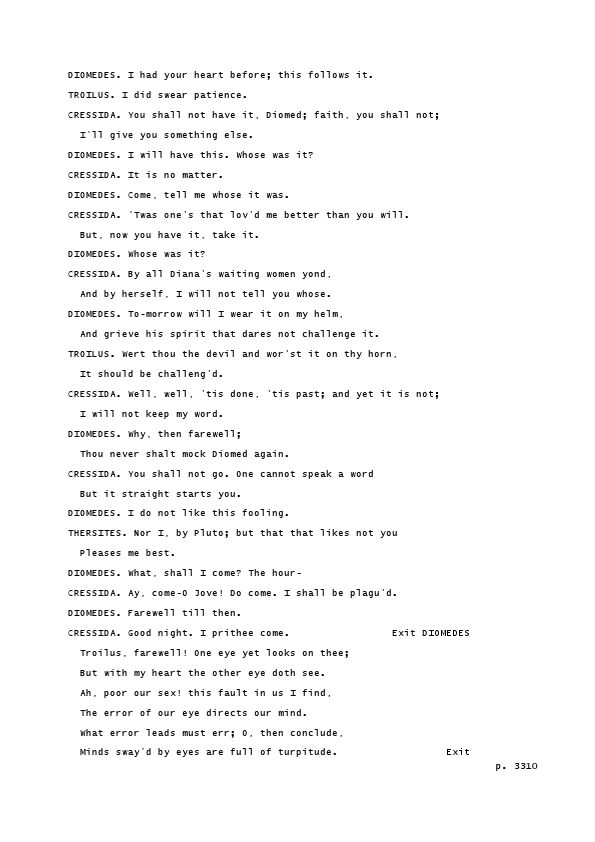 DIOMEDES. I had your heart before; this follows it.
TROILUS. I did swear patience.
CRESSIDA. You shall not have it, Diomed; faith, you shall not;
I'll give you something else.
DIOMEDES. I will have this. Whose was it?
CRESSIDA. It is no matter.
DIOMEDES. Come, tell me whose it was.
CRESSIDA. 'Twas one's that lov'd me better than you will.
But, now you have it, take it.
DIOMEDES. Whose was it?
CRESSIDA. By all Diana's waiting women yond,
And by herself, I will not tell you whose.
DIOMEDES. To-morrow will I wear it on my helm,
And grieve his spirit that dares not challenge it.
TROILUS. Wert thou the devil and wor'st it on thy horn,
It should be challeng'd.
CRESSIDA. Well, well, 'tis done, 'tis past; and yet it is not;
I will not keep my word.
DIOMEDES. Why, then farewell;
Thou never shalt mock Diomed again.
CRESSIDA. You shall not go. One cannot speak a word
But it straight starts you.
DIOMEDES. I do not like this fooling.
THERSITES. Nor I, by Pluto; but that that likes not you
Pleases me best.
DIOMEDES. What, shall I come? The hour-
CRESSIDA. Ay, come-O Jove! Do come. I shall be plagu'd.
DIOMEDES. Farewell till then.
CRESSIDA. Good night. I prithee come. Exit DIOMEDES
Troilus, farewell! One eye yet looks on thee;
But with my heart the other eye doth see.
Ah, poor our sex! this fault in us I find,
The error of our eye directs our mind.
What error leads must err; O, then conclude,
Minds sway'd by eyes are full of turpitude. Exit
p. 3310